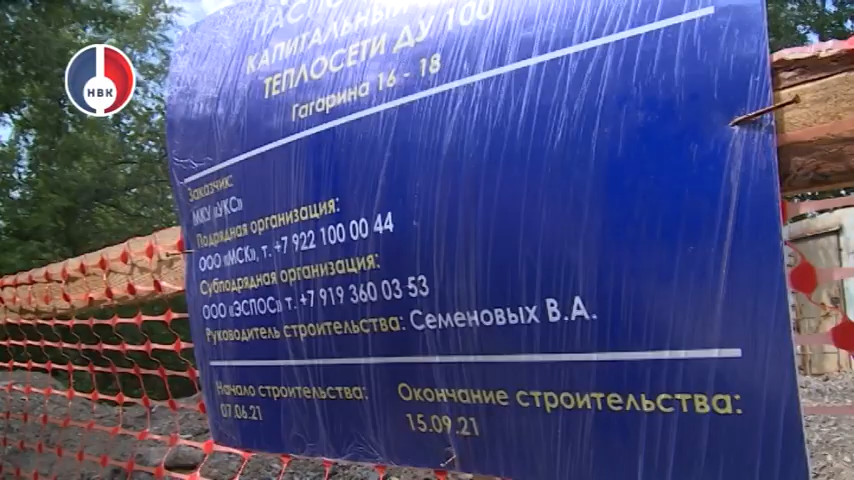 НВК
КАПИТАЛЬНЫЙ
ТЕПЛОСЕТИ ДУ 100
Гагарина 16 - 18
Заказчик:
МКУ «УКС»
Подрядная организация:
ООО «МСК», т. +7 922 100 00 44
Субподрядная организация:
ООО «ЭСПОС» т. +7 919 360 03 53
Руководитель строительства: Семеновых В.А.
Начало строительства:
07.06.21
Окончание строительства:
15.09.21